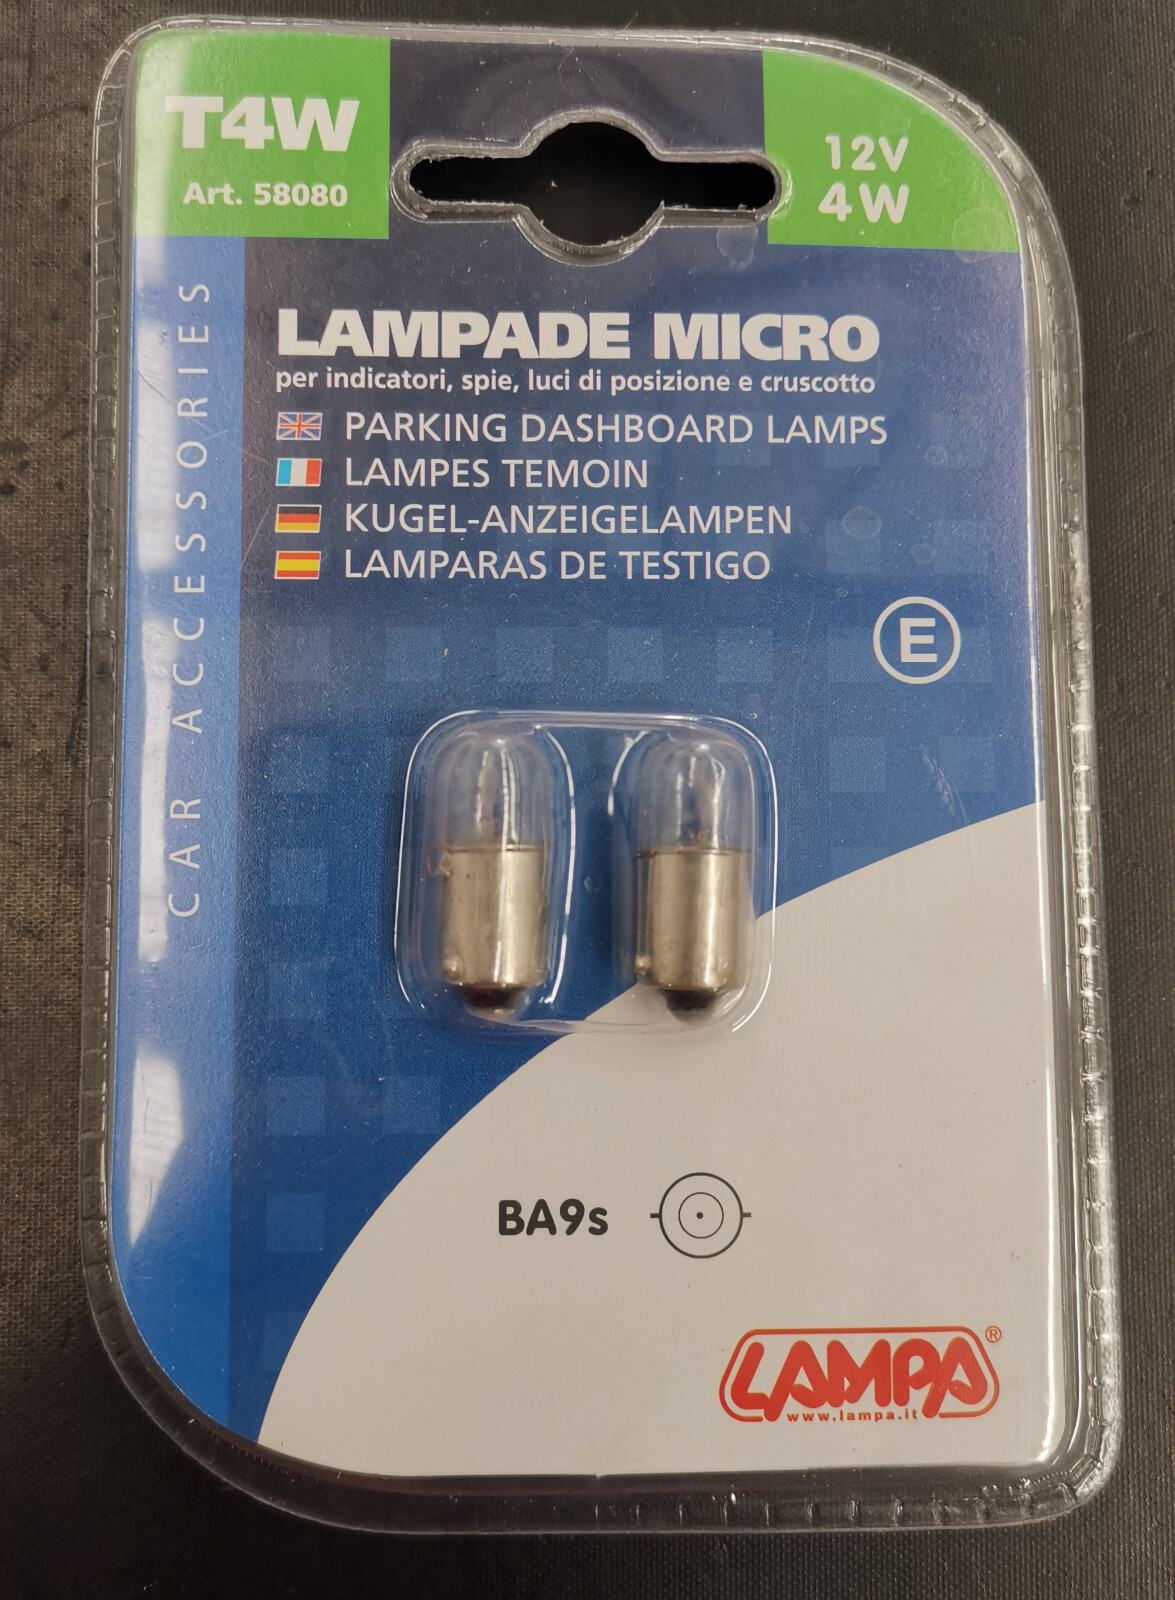 T4W
Art. 58080
12V
4W
CAR ACCESSORIES
LAMPADE MICRO
per indicatori, spie, luci di posizione e cruscotto
PARKING DASHBOARD LAMPS
LAMPES TEMOIN
KUGEL-ANZEIGELAMPEN
LAMPARAS DE TESTIGO
E
BA9s
LAMPA®
www.lampa.it